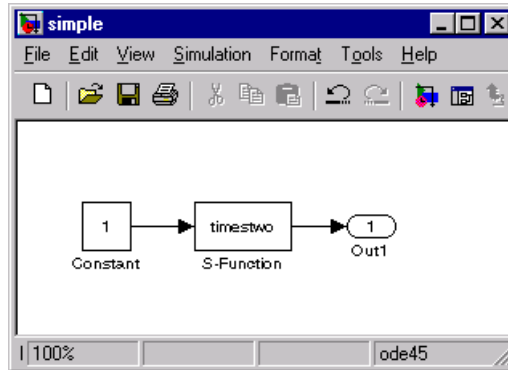 simple
File Edit View Simulation Format Tools Help
1 timestwo 1
Constant S-Function Out1
100% ode45